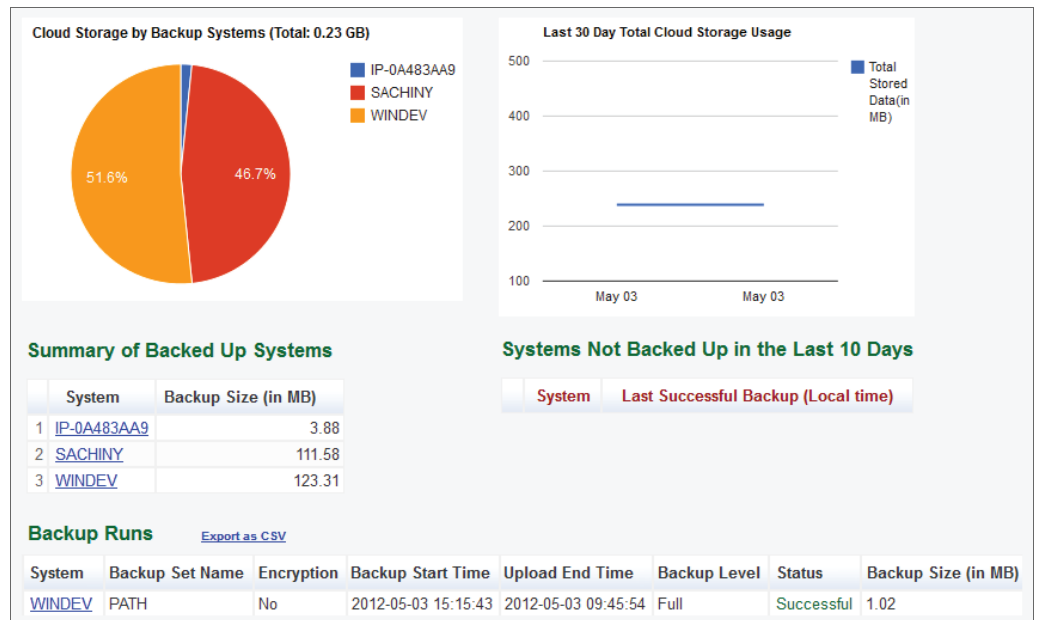 Cloud Storage by Backup Systems (Total: 0.23 GB)
IP-0A483AA9
SACHINY
WINDEV
51.6%
46.7%
Last 30 Day Total Cloud Storage Usage
500
400
300
200
100
May 03
May 03
Total
Stored
Data(in
MB)
Summary of Backed Up Systems
System Backup Size (in MB)
1 IP-0A483AA9 3.88
2 SACHINY 111.58
3 WINDEV 123.31
Systems Not Backed Up in the Last 10 Days
System Last Successful Backup (Local time)
Backup Runs Export as CSV
System Backup Set Name Encryption Backup Start Time Upload End Time Backup Level Status Backup Size (in MB)
WINDEV PATH No 2012-05-03 15:15:43 2012-05-03 09:45:54 Full Successful 1.02